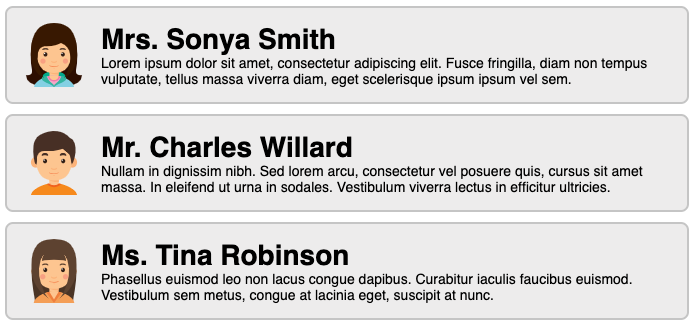 Mrs. Sonya Smith
Lorem ipsum dolor sit amet, consectetur adipiscing elit. Fusce fringilla, diam non tempus
vulputate, tellus massa viverra diam, eget scelerisque ipsum ipsum vel sem.
Mr. Charles Willard
Nullam in dignissim nibh. Sed lorem arcu, consectetur vel posuere quis, cursus sit amet
massa. In eleifend ut urna in sodales. Vestibulum viverra lectus in efficitur ultricies.
Ms. Tina Robinson
Phasellus euismod leo non lacus congue dapibus. Curabitur iaculis faucibus euismod.
Vestibulum sem metus, congue at lacinia eget, suscipit at nunc.